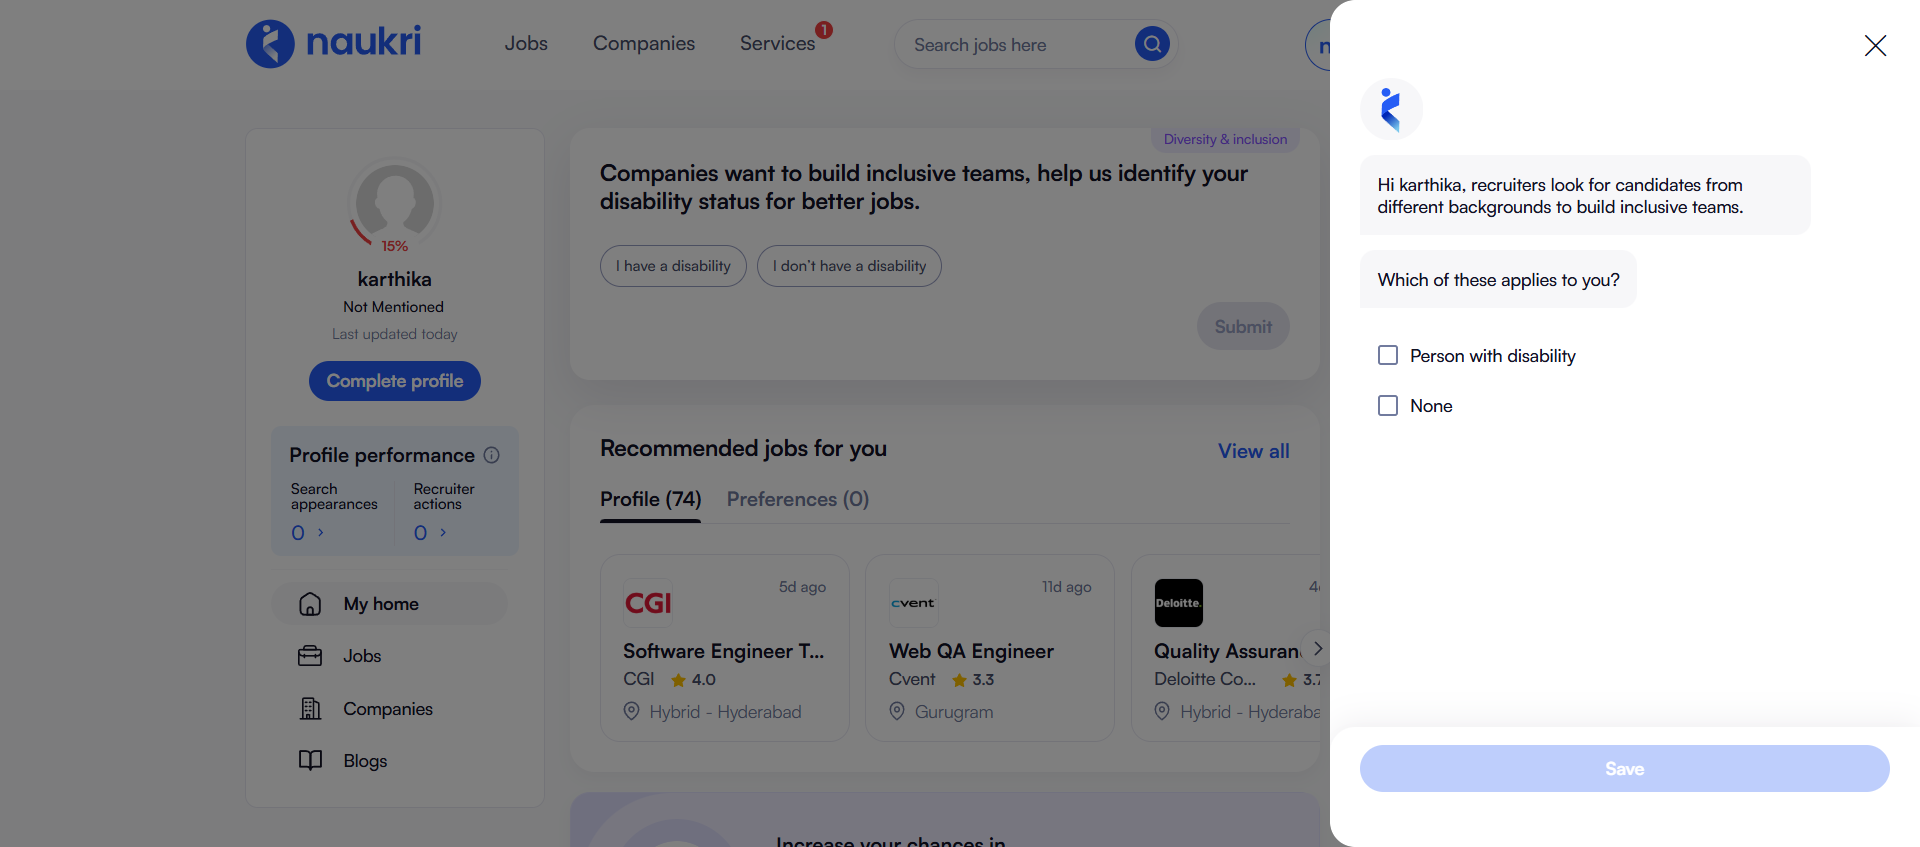 naukri
Jobs
Companies
Services
1
Search jobs here
n
15%
karthika
Not Mentioned
Last updated today
Complete profile
Profile performance
Search appearances
0
Recruiter actions
0
My home
Jobs
Companies
Blogs
Diversity & inclusion
Companies want to build inclusive teams, help us identify your
disability status for better jobs.
I have a disability
I don't have a disability
Submit
Recommended jobs for you
View all
Profile (74)
Preferences (0)
CGI
5d ago
Software Engineer T...
CGI
4.0
Hybrid - Hyderabad
cvent
11d ago
Web QA Engineer
Cvent
3.3
Gurugram
Deloitte.
Deloitte Co...
Hybrid -
Increase your chances in
Hi karthika, recruiters look for candidates from
different backgrounds to build inclusive teams.
Which of these applies to you?
Person with disability
None
Save